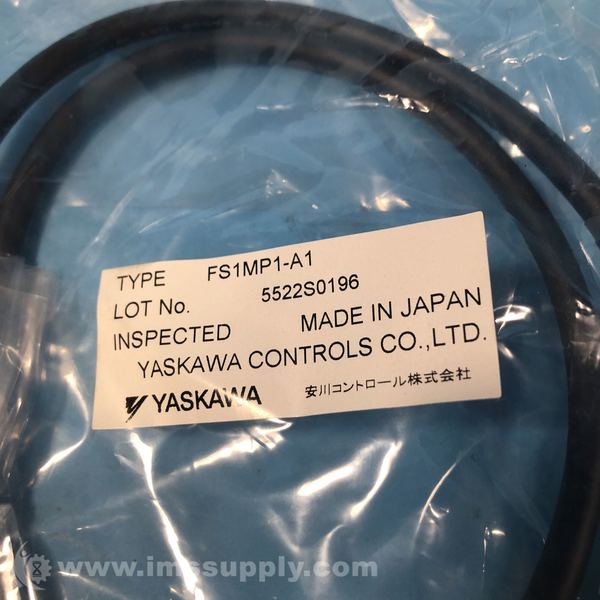 TYPE FS1MP1-A1
LOT No. 5522S0196
INSPECTED MADE IN JAPAN
YASKAWA CONTROLS CO.,LTD.
YASKAWA 安川コントロール株式会社
www.imssupply.com